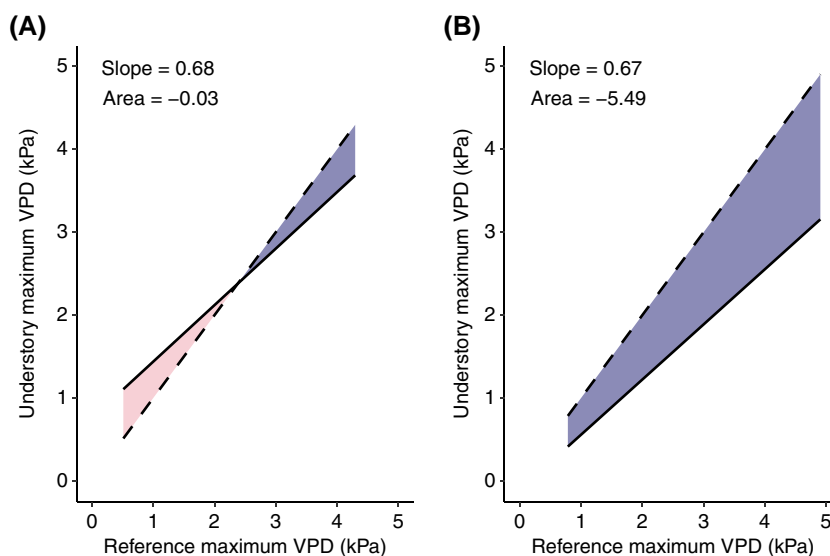 (A)
Slope = 0.68
Area = −0.03
5
4
3
2
1
0
Understory maximum VPD (kPa)
0 1 2 3 4 5
Reference maximum VPD (kPa)
(B)
Slope = 0.67
Area = −5.49
5
4
3
2
1
0
Understory maximum VPD (kPa)
0 1 2 3 4 5
Reference maximum VPD (kPa)